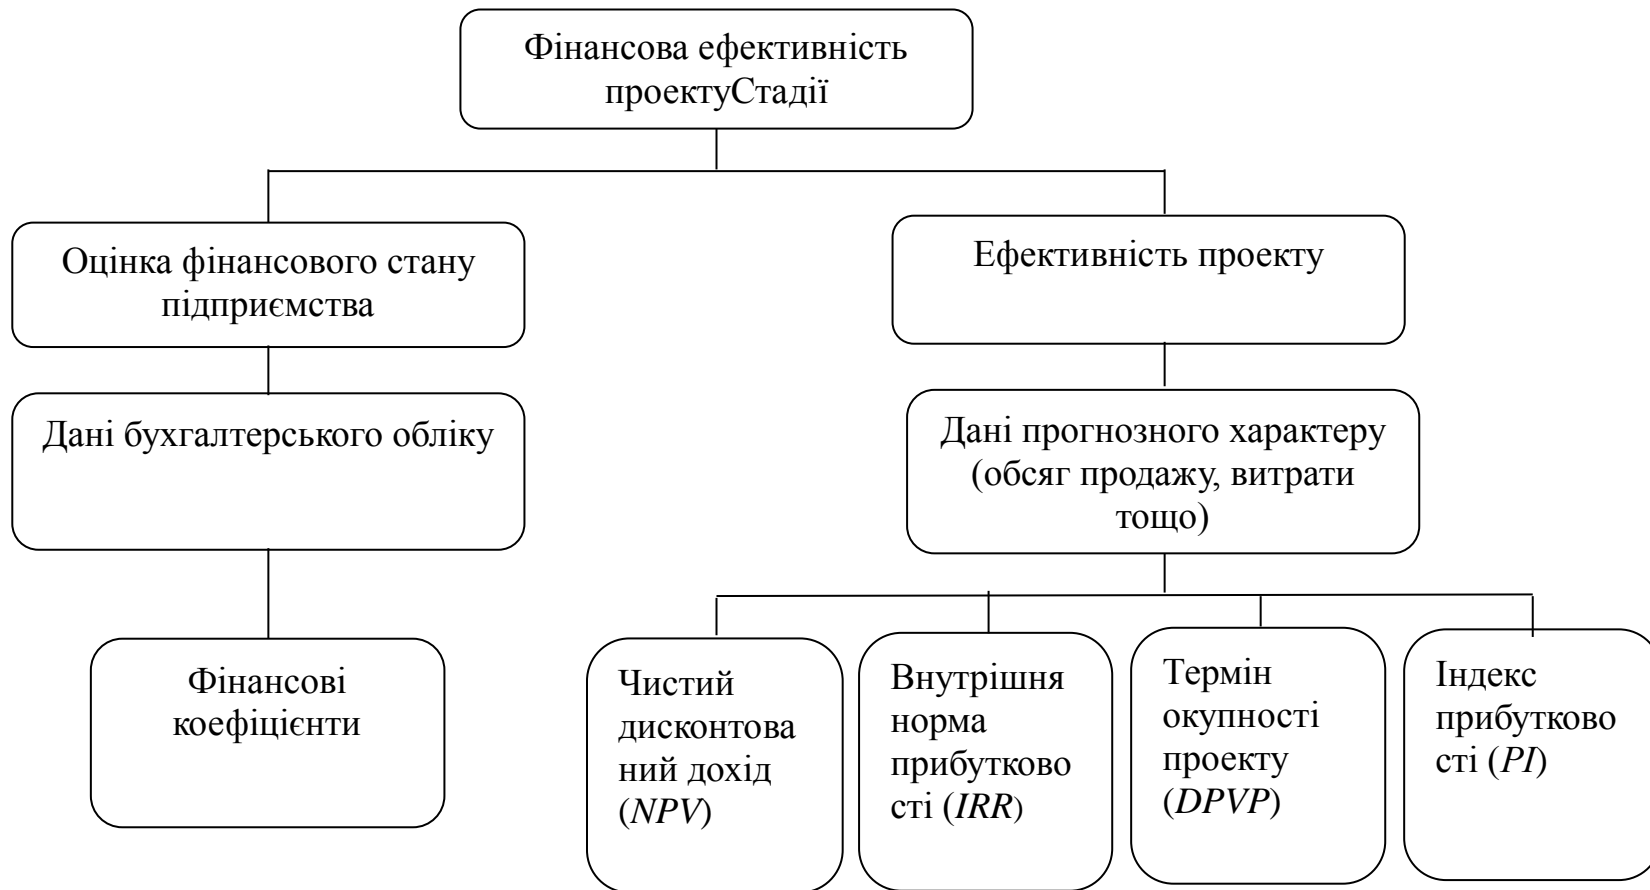 Фінансова ефективність
проектуСтадії
Оцінка фінансового стану
підприємства
Ефективність проекту
Дані бухгалтерського обліку
Дані прогнозного характеру
(обсяг продажу, витрати
тощо)
Фінансові
коефіцієнти
Чистий
дисконтова
ний дохід
(NPV)
Внутрішня
норма
прибутково
сті (IRR)
Термін
окупності
проекту
(DPVP)
Індекс
прибутково
сті (PI)